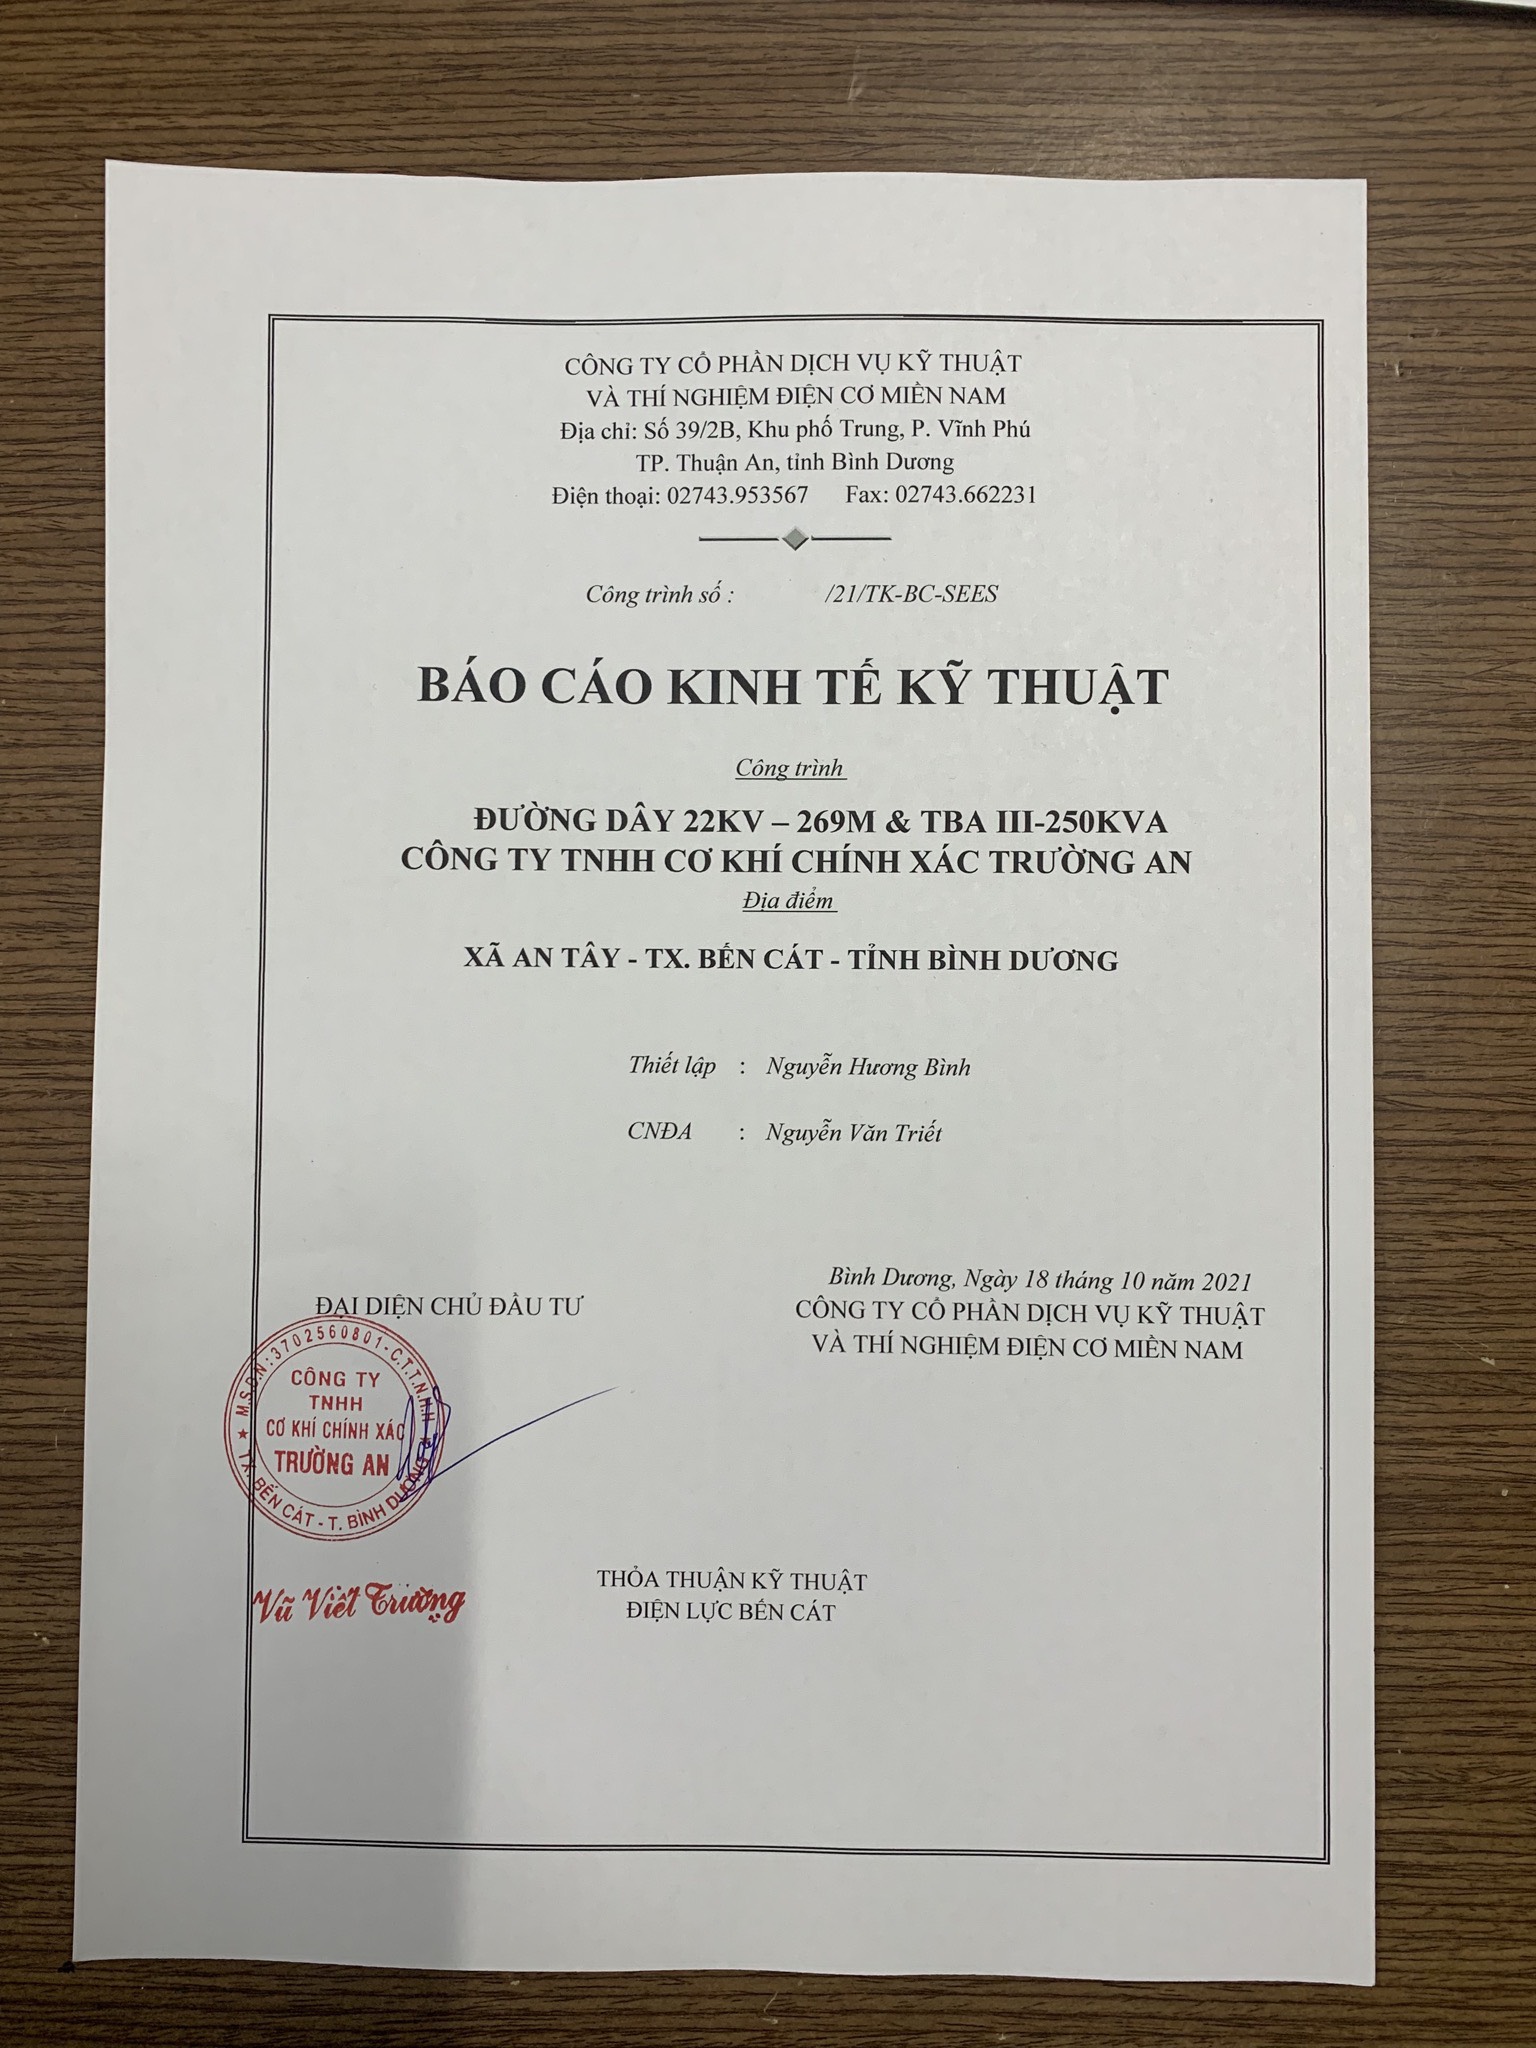 CÔNG TY CỔ PHẦN DỊCH VỤ KỸ THUẬT
VÀ THÍ NGHIỆM ĐIỆN CƠ MIỀN NAM
Địa chỉ: Số 39/2B, Khu phố Trung, P. Vĩnh Phú
TP. Thuận An, tỉnh Bình Dương
Điện thoại: 02743.953567 Fax: 02743.662231
Công trình số : /21/TK-BC-SEES
BÁO CÁO KINH TẾ KỸ THUẬT
Công trình
ĐƯỜNG DÂY 22KV – 269M & TBA III-250KVA
CÔNG TY TNHH CƠ KHÍ CHÍNH XÁC TRƯỜNG AN
Địa điểm
XÃ AN TÂY - TX. BẾN CÁT - TỈNH BÌNH DƯƠNG
Thiết lập : Nguyễn Hương Bình
CNĐA : Nguyễn Văn Triết
Bình Dương, Ngày 18 tháng 10 năm 2021
CÔNG TY CỔ PHẦN DỊCH VỤ KỸ THUẬT
VÀ THÍ NGHIỆM ĐIỆN CƠ MIỀN NAM
ĐẠI DIỆN CHỦ ĐẦU TƯ
M.S.D.N:3702560801-C.T.T.N.H.H
CÔNG TY
TNHH
CƠ KHÍ CHÍNH XÁC
TRƯỜNG AN
TX. BẾN CÁT - T. BÌNH DƯƠNG
Vũ Viết Trường
THỎA THUẬN KỸ THUẬT
ĐIỆN LỰC BẾN CÁT